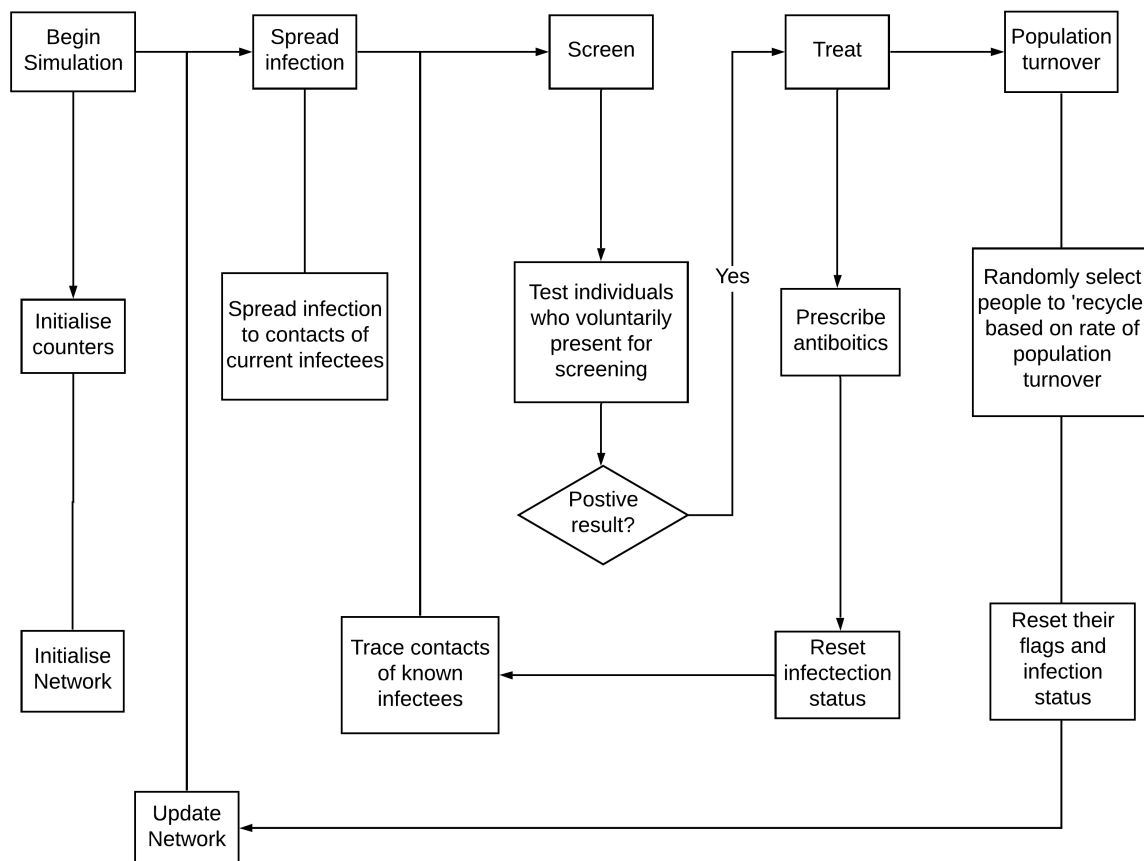 Begin
Simulation
Spread
infection
Screen
Treat
Population
turnover
Yes
Initialise
counters
Spread infection
to contacts of
current infectees
Test individuals
who voluntarily
present for
screening
Prescribe
antiboitics
Randomly select
people to 'recycle
based on rate of
population
turnover
Postive
result?
Initialise
Network
Trace contacts
of known
infectees
Reset
infectection
status
Reset their
flags and
infection
status
Update
Network